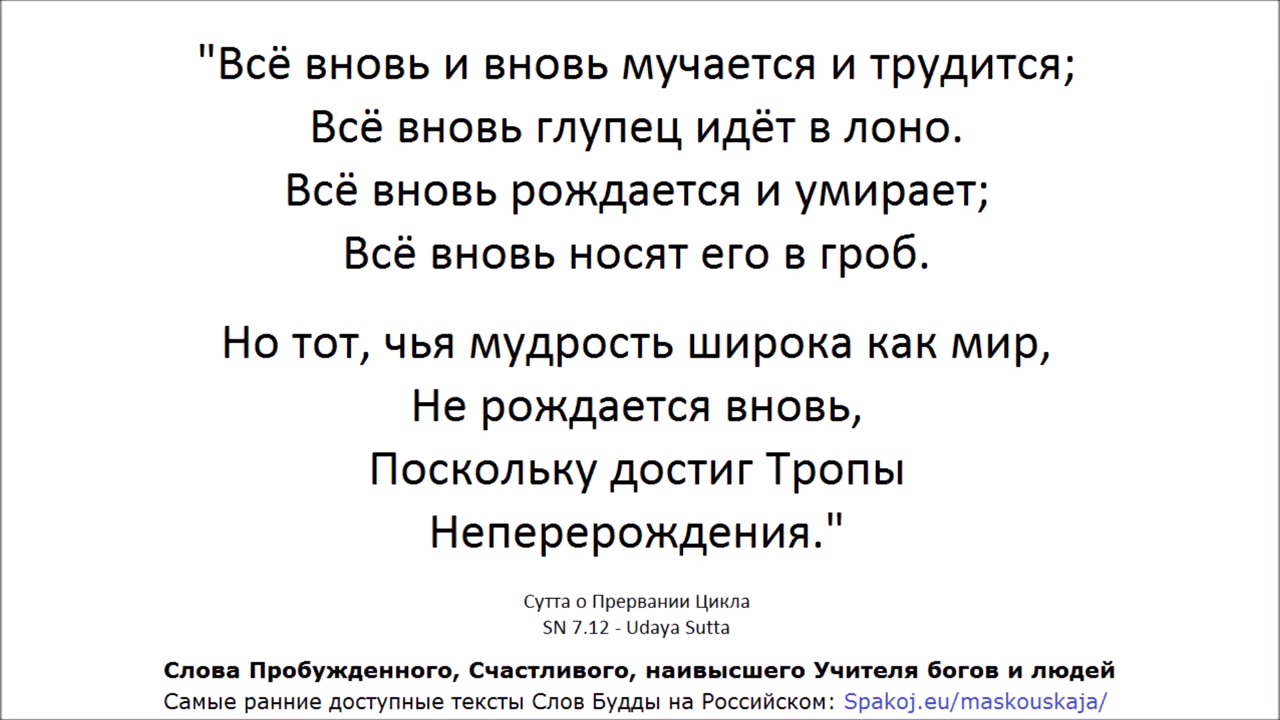 "Всё вновь и вновь мучается и трудится;
Всё вновь глупец идёт в лоно.
Всё вновь рождается и умирает;
Всё вновь носят его в гроб.
Но тот, чья мудрость широка как мир,
Не рождается вновь,
Поскольку достиг Тропы
Неперерождения."
Сутта о Прервании Цикла
SN 7.12 - Udaya Sutta
Слова Пробужденного, Счастливого, наивысшего Учителя богов и людей
Самые ранние доступные тексты Слов Будды на Российском: Spakoj.eu/maskouskaja/